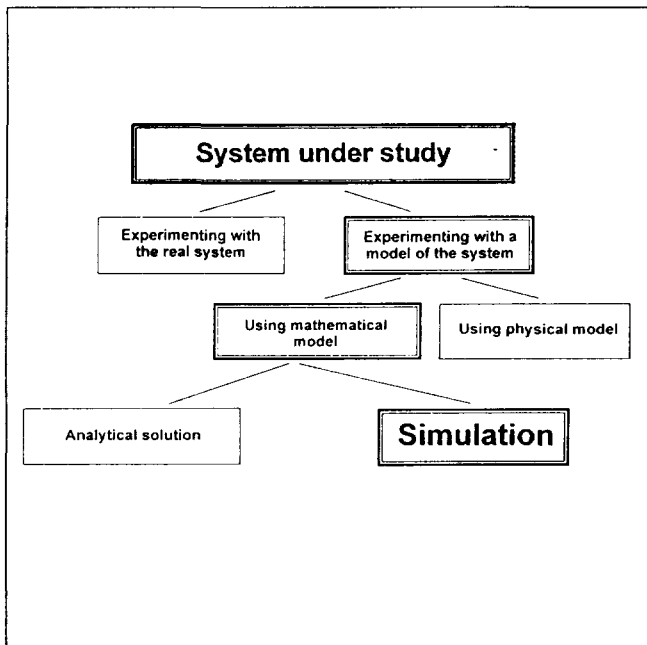 System under study
Experimenting with
the real system
Experimenting with a
model of the system
Using mathematical
model
Using physical model
Analytical solution
Simulation